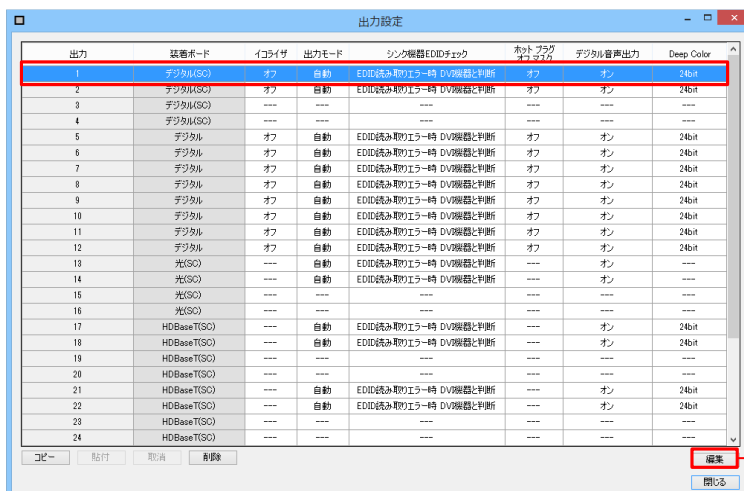 出力設定
出力 装着ボード イコライザ 出力モード シンク機器EDIDチェック ホット プラグ オフ マスク デジタル音声出力 Deep Color
1 デジタル(SC) オフ 自動 EDID読み取りエラー時 DVI機器と判断 オフ オン 24bit
2 デジタル(SC) オフ 自動 EDID読み取りエラー時 DVI機器と判断 オフ オン 24bit
3 デジタル(SC) --- --- --- --- --- ---
4 デジタル(SC) --- --- --- --- --- ---
5 デジタル オフ 自動 EDID読み取りエラー時 DVI機器と判断 オフ オン 24bit
6 デジタル オフ 自動 EDID読み取りエラー時 DVI機器と判断 オフ オン 24bit
7 デジタル オフ 自動 EDID読み取りエラー時 DVI機器と判断 オフ オン 24bit
8 デジタル オフ 自動 EDID読み取りエラー時 DVI機器と判断 オフ オン 24bit
9 デジタル オフ 自動 EDID読み取りエラー時 DVI機器と判断 オフ オン 24bit
10 デジタル オフ 自動 EDID読み取りエラー時 DVI機器と判断 オフ オン 24bit
11 デジタル オフ 自動 EDID読み取りエラー時 DVI機器と判断 オフ オン 24bit
12 デジタル オフ 自動 EDID読み取りエラー時 DVI機器と判断 オフ オン 24bit
13 光(SC) --- 自動 EDID読み取りエラー時 DVI機器と判断 --- オン ---
14 光(SC) --- 自動 EDID読み取りエラー時 DVI機器と判断 --- オン ---
15 光(SC) --- --- --- --- --- ---
16 光(SC) --- --- --- --- --- ---
17 HDBaseT(SC) --- 自動 EDID読み取りエラー時 DVI機器と判断 --- オン 24bit
18 HDBaseT(SC) --- 自動 EDID読み取りエラー時 DVI機器と判断 --- オン 24bit
19 HDBaseT(SC) --- --- --- --- --- ---
20 HDBaseT(SC) --- --- --- --- --- ---
21 HDBaseT(SC) --- 自動 EDID読み取りエラー時 DVI機器と判断 --- オン 24bit
22 HDBaseT(SC) --- 自動 EDID読み取りエラー時 DVI機器と判断 --- オン 24bit
23 HDBaseT(SC) --- --- --- --- --- ---
24 HDBaseT(SC) --- --- --- --- --- ---
コピー 貼付 取消 削除 編集
閉じる